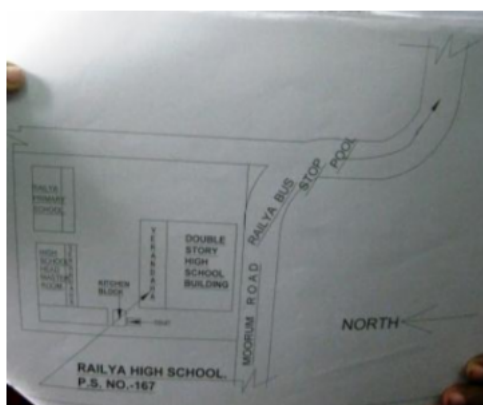 RAILYA BUS STOP POOL
RAILYA
PRIMARY
SCHOOL
HIGH
SCHOOL
HEAD
MASTER
ROOM
KITCHEN
BLOCK
VERANDAHA
DOUBLE
STORY
HIGH
SCHOOL
BUILDING
MOORUM ROAD
NORTH
RAILYA HIGH SCHOOL.
P.S. NO.-167